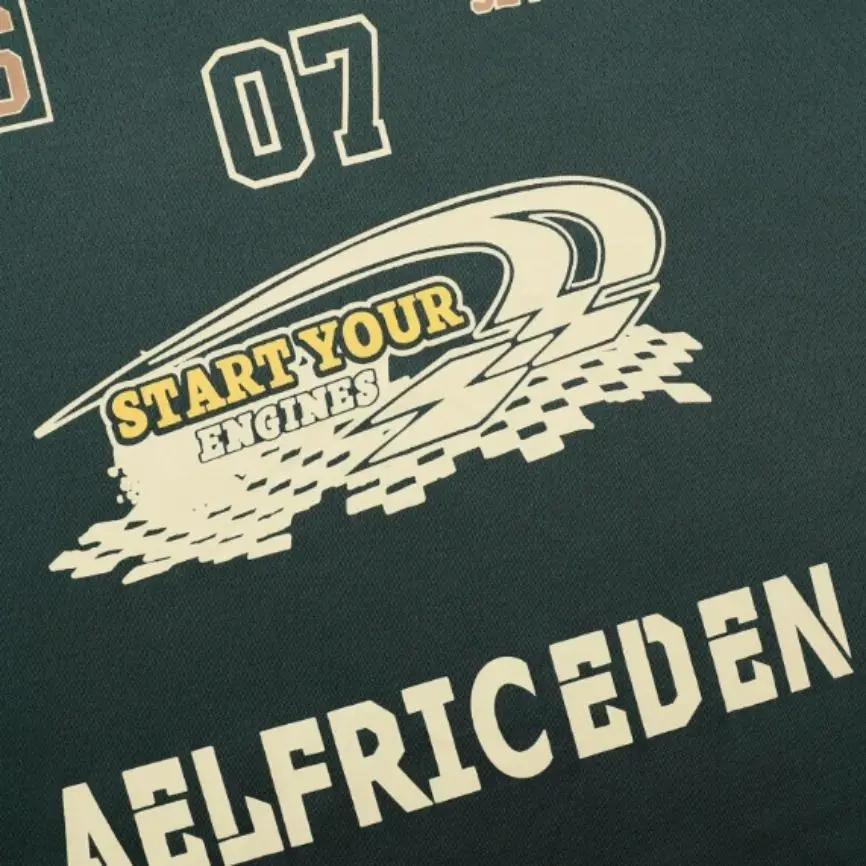 07
START YOUR
ENGINES
AELFRICEDEN